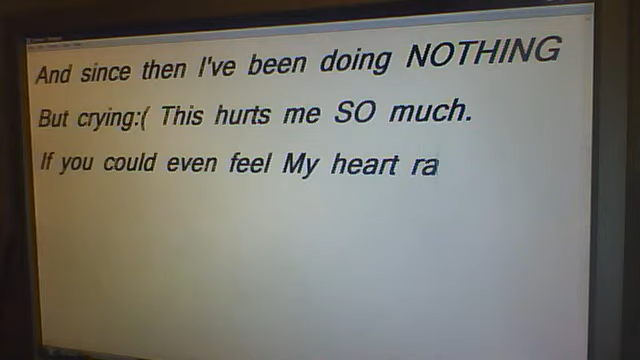 And since then I've been doing NOTHING
But crying:( This hurts me SO much.
If you could even feel My heart ra